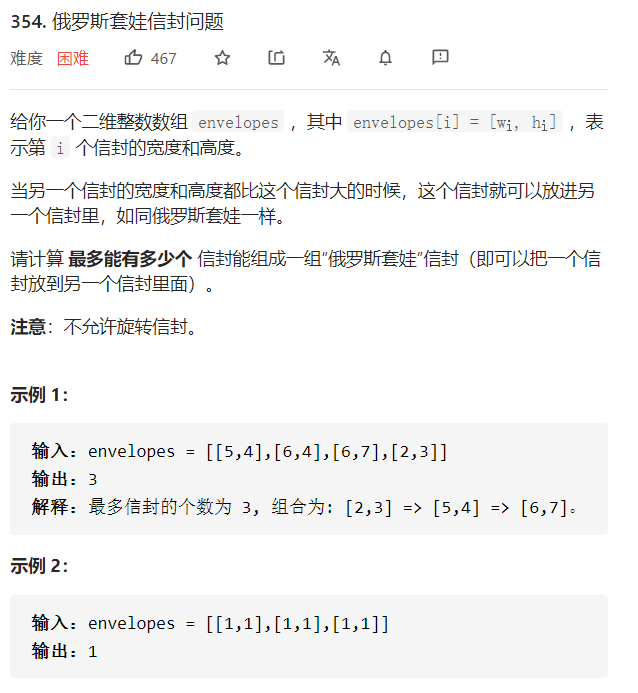 354. 俄罗斯套娃信封问题
难度 困难 467
给你一个二维整数数组 envelopes ，其中 envelopes[i] = [wi, hi] ，表
示第 i 个信封的宽度和高度。
当另一个信封的宽度和高度都比这个信封大的时候，这个信封就可以放进另
一个信封里，如同俄罗斯套娃一样。
请计算 最多能有多少个 信封能组成一组“俄罗斯套娃”信封（即可以把一个信
封放到另一个信封里面）。
注意：不允许旋转信封。
示例 1：
输入：envelopes = [[5,4],[6,4],[6,7],[2,3]]
输出：3
解释：最多信封的个数为 3, 组合为: [2,3] => [5,4] => [6,7]。
示例 2：
输入：envelopes = [[1,1],[1,1],[1,1]]
输出：1